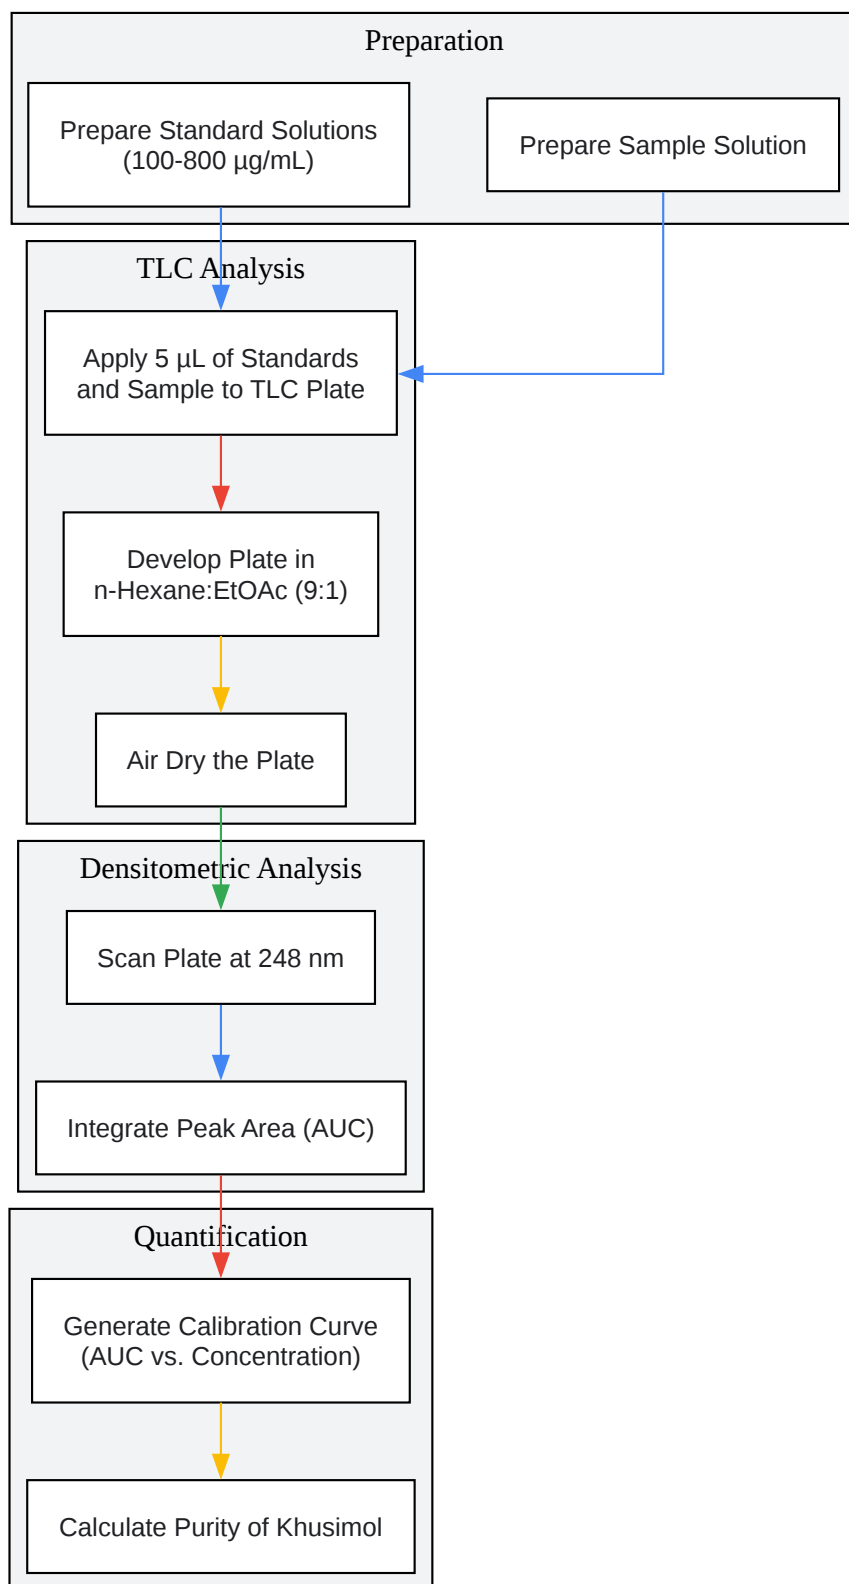 Preparation
Prepare Standard Solutions
(100-800 µg/mL)
Prepare Sample Solution
TLC Analysis
Apply 5 µL of Standards
and Sample to TLC Plate
Develop Plate in
n-Hexane:EtOAc (9:1)
Air Dry the Plate
Densitometric Analysis
Scan Plate at 248 nm
Integrate Peak Area (AUC)
Quantification
Generate Calibration Curve
(AUC vs. Concentration)
Calculate Purity of Khusimol